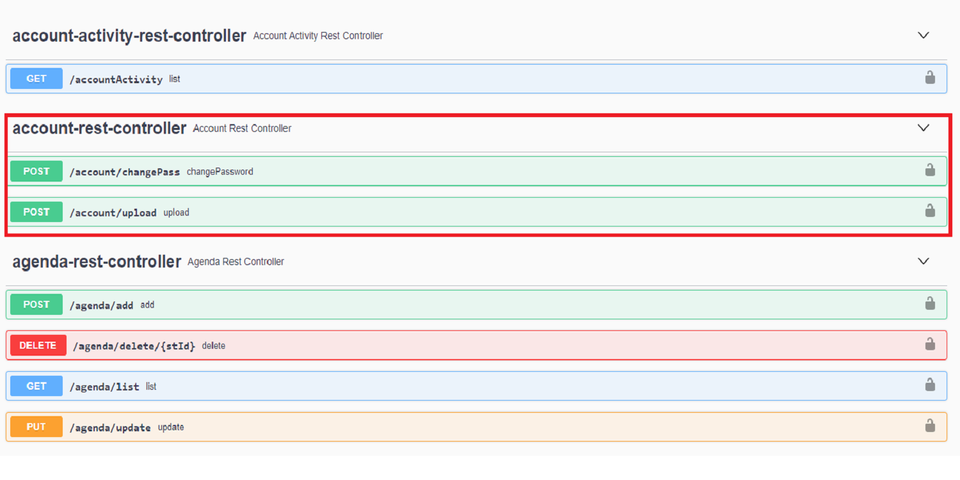 account-activity-rest-controller Account Activity Rest Controller
GET /accountActivity list
account-rest-controller Account Rest Controller
POST /account/changePass changePassword
POST /account/upload upload
agenda-rest-controller Agenda Rest Controller
POST /agenda/add add
DELETE /agenda/delete/{stId} delete
GET /agenda/list list
PUT /agenda/update update